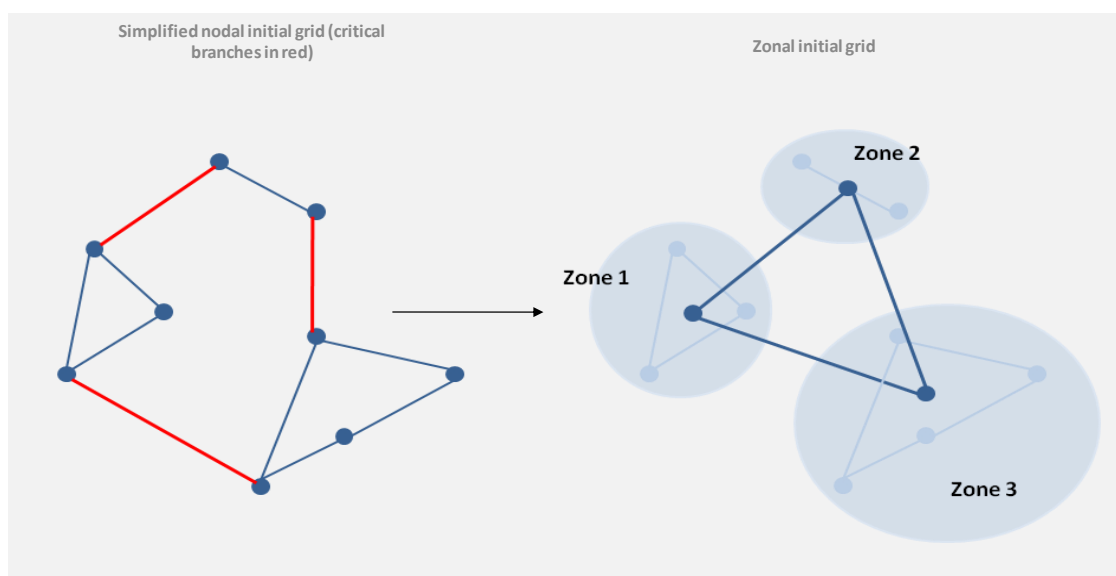 Simplified nodal initial grid (critical
branches in red)
Zonal initial grid
Zone 2
Zone 1
Zone 3